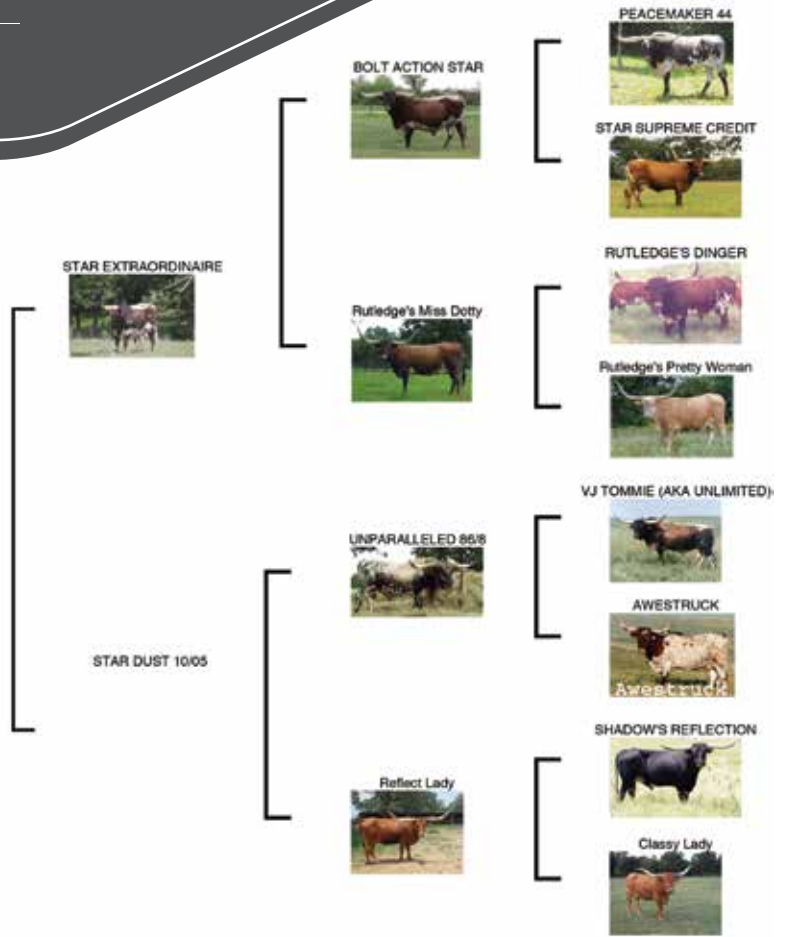 PEACEMAKER 44
BOLT ACTION STAR
STAR SUPREME CREDIT
STAR EXTRAORDINAIRE
RUTLEDGE'S DINGER
Rutledge's Miss Dotty
Rutledge's Pretty Woman
VJ TOMMIE (AKA UNLIMITED)
UNPARALLELED 86/8
AWESTRUCK
STAR DUST 10/05
Awestruck
SHADOW'S REFLECTION
Reflect Lady
Classy Lady